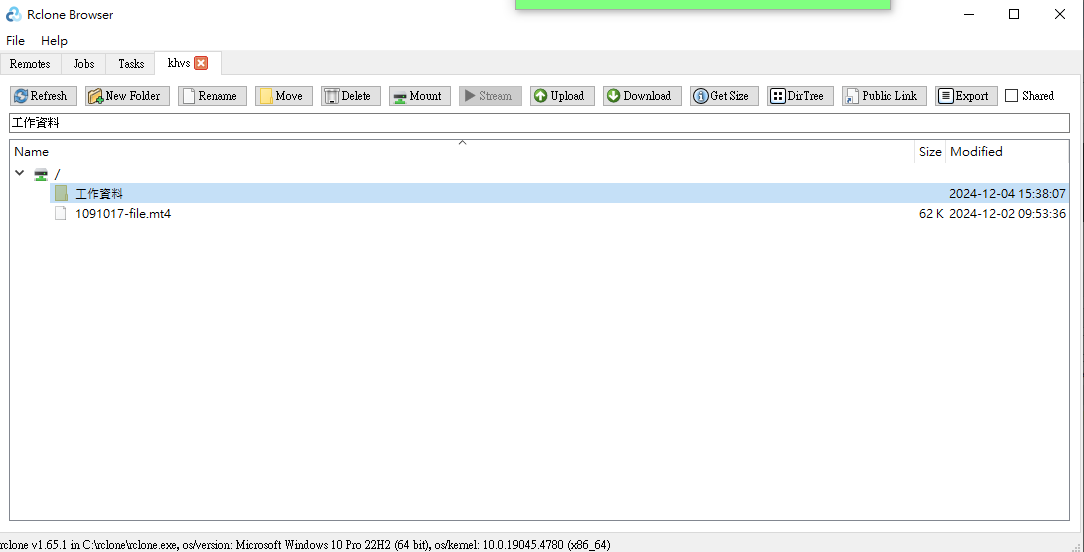 Rclone Browser
File Help
Remotes Jobs Tasks khvs
Refresh New Folder Rename Move Delete Mount Stream Upload Download Get Size DirTree Public Link Export Shared
工作資料
Name Size Modified
/
工作資料 2024-12-04 15:38:07
1091017-file.mt4 62 K 2024-12-02 09:53:36
rclone v1.65.1 in C:\rclone\rclone.exe, os/version: Microsoft Windows 10 Pro 22H2 (64 bit), os/kernel: 10.0.19045.4780 (x86_64)